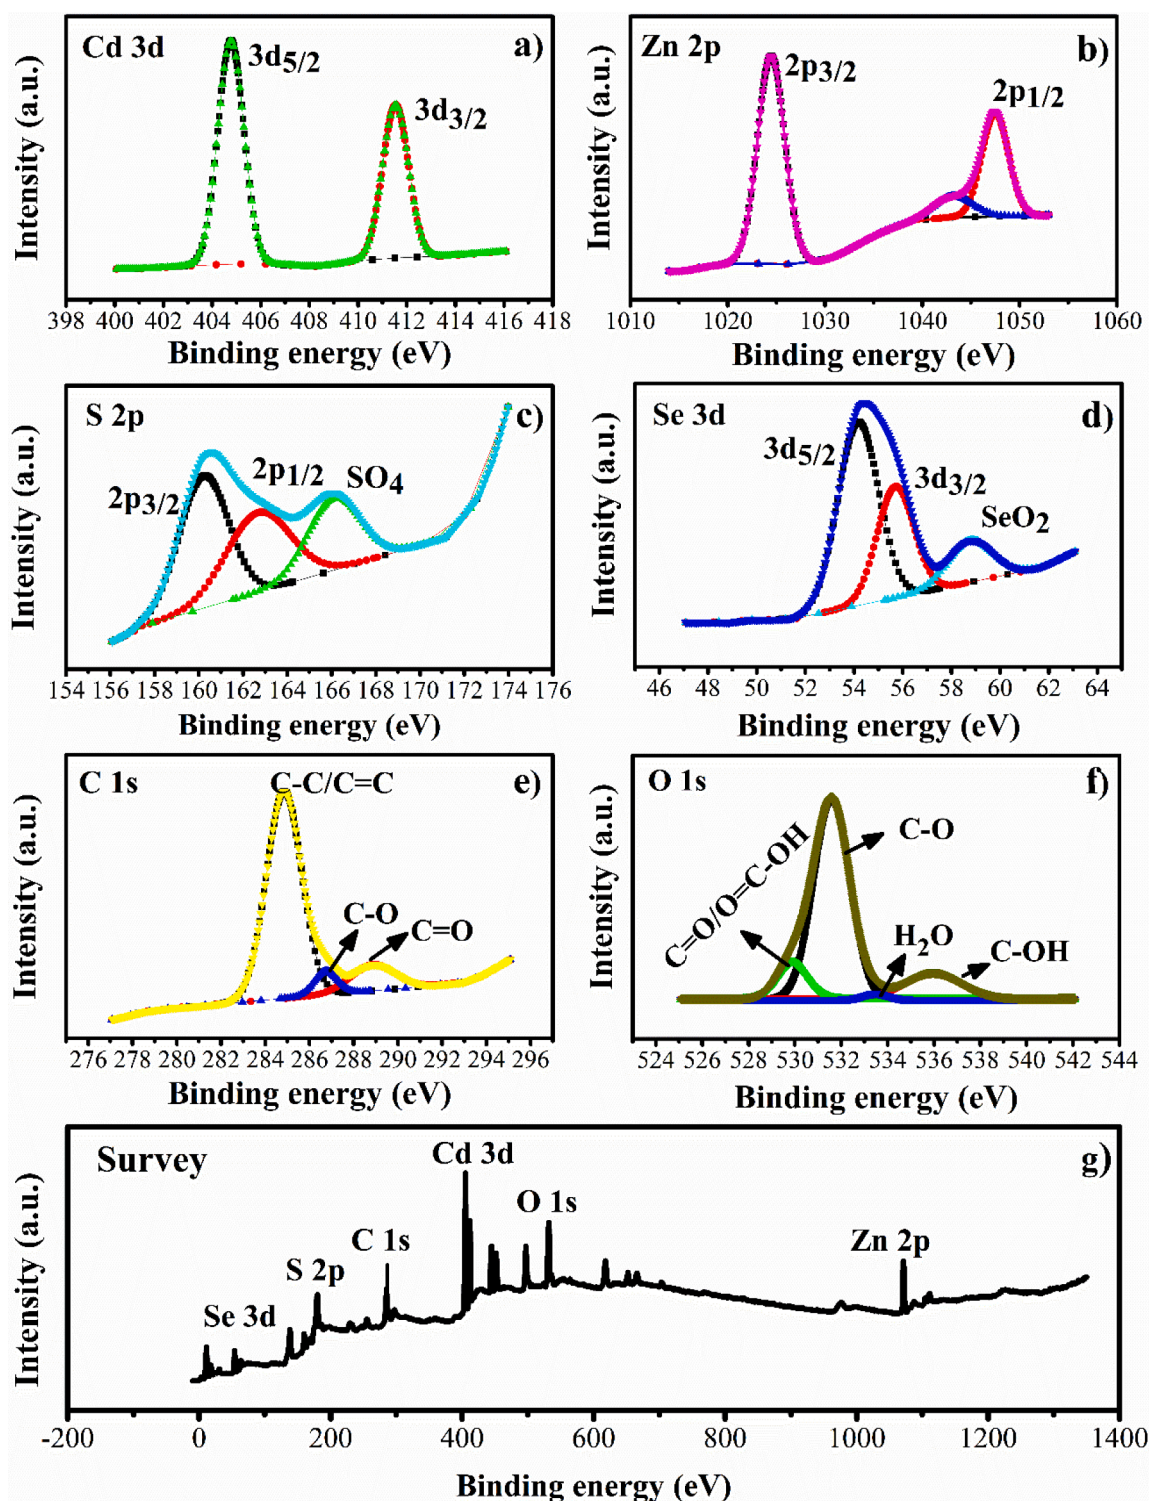 Cd 3d
a)
3d5/2
3d3/2
Intensity (a.u.)
398 400 402 404 406 408 410 412 414 416 418
Binding energy (eV)
Zn 2p
b)
2p3/2
2p1/2
Intensity (a.u.)
1010 1020 1030 1040 1050 1060
Binding energy (eV)
S 2p
c)
2p3/2
2p1/2
SO4
Intensity (a.u.)
154 156 158 160 162 164 166 168 170 172 174 176
Binding energy (eV)
Se 3d
d)
3d5/2
3d3/2
SeO2
Intensity (a.u.)
46 48 50 52 54 56 58 60 62 64
Binding energy (eV)
C 1s
e)
C-C/C=C
C-O
C=O
Intensity (a.u.)
276 278 280 282 284 286 288 290 292 294 296
Binding energy (eV)
O 1s
f)
C=O/O=C-OH
C-O
H2O
C-OH
Intensity (a.u.)
524 526 528 530 532 534 536 538 540 542 544
Binding energy (eV)
Survey
g)
Se 3d
S 2p
C 1s
Cd 3d
O 1s
Zn 2p
Intensity (a.u.)
-200 0 200 400 600 800 1000 1200 1400
Binding energy (eV)